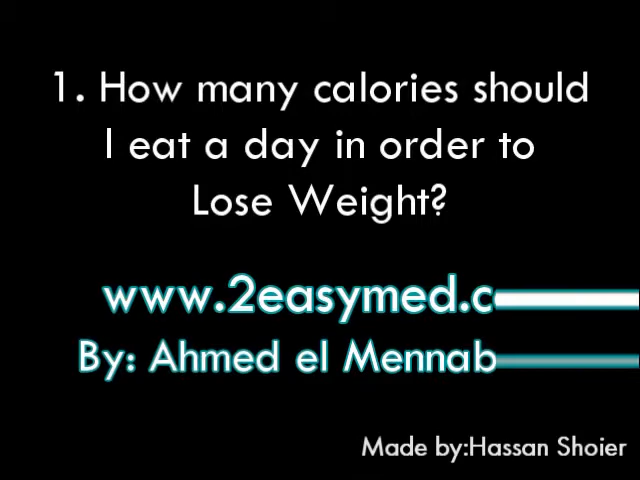 1. How many calories should
I eat a day in order to
Lose Weight?
www.2easymed.c
By: Ahmed el Mennab
Made by:Hassan Shoier